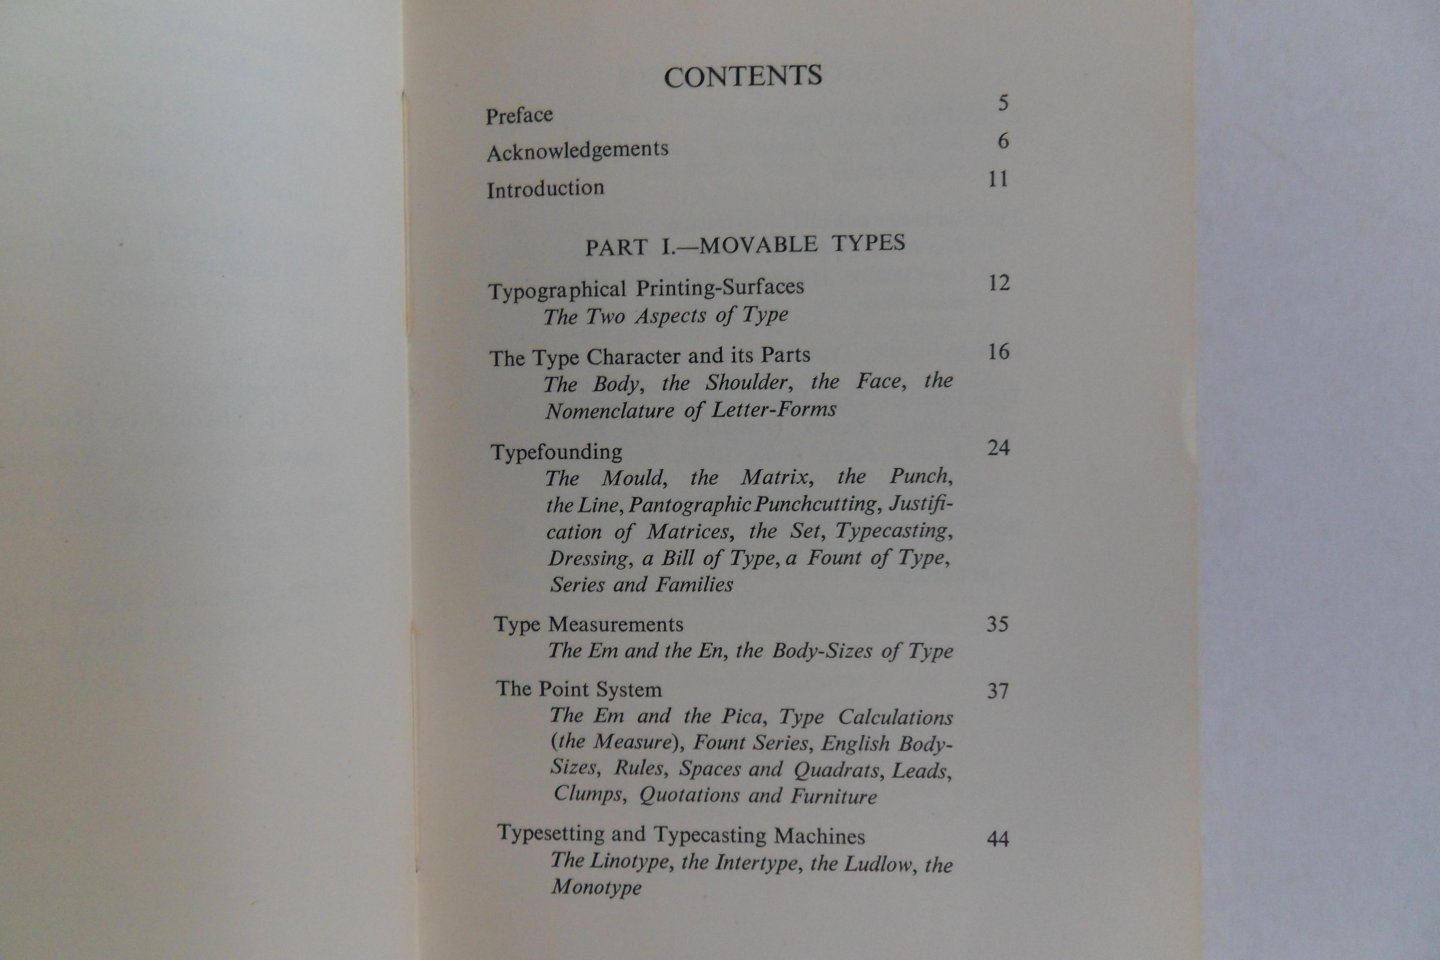 CONTENTS
Preface 5
Acknowledgements 6
Introduction 11
PART I.—MOVABLE TYPES
Typographical Printing-Surfaces 12
The Two Aspects of Type
The Type Character and its Parts 16
The Body, the Shoulder, the Face, the
Nomenclature of Letter-Forms
Typefounding 24
The Mould, the Matrix, the Punch,
the Line, Pantographic Punchcutting, Justifi-
cation of Matrices, the Set, Typecasting,
Dressing, a Bill of Type, a Fount of Type,
Series and Families
Type Measurements 35
The Em and the En, the Body-Sizes of Type
The Point System 37
The Em and the Pica, Type Calculations
(the Measure), Fount Series, English Body-
Sizes, Rules, Spaces and Quadrats, Leads,
Clumps, Quotations and Furniture
Typesetting and Typecasting Machines 44
The Linotype, the Intertype, the Ludlow, the
Monotype